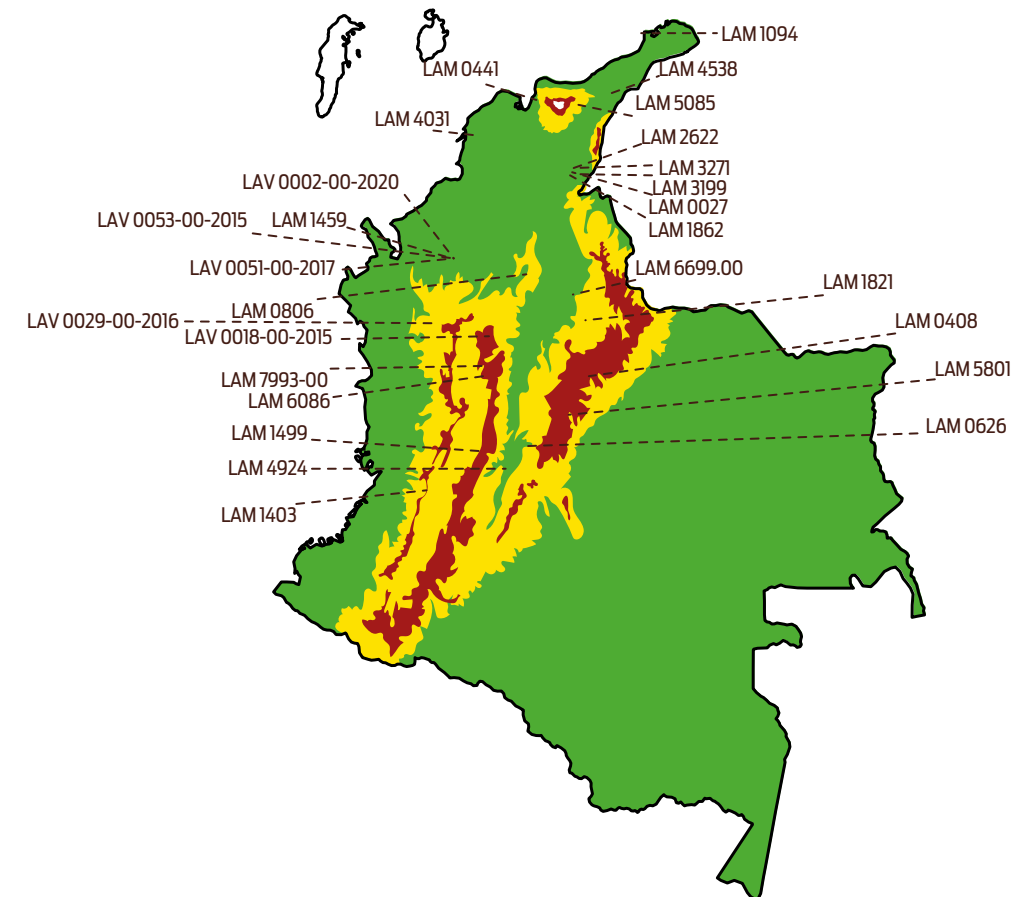 LAM 1094
LAM 0441
LAM 4538
LAM 5085
LAM 4031
LAM 2622
LAM 3271
LAV 0002-00-2020
LAM 3199
LAM 0027
LAV 0053-00-2015
LAM 1459
LAM 1862
LAV 0051-00-2017
LAM 6699.00
LAM 1821
LAM 0806
LAV 0029-00-2016
LAM 0408
LAV 0018-00-2015
LAM 5801
LAM 7993-00
LAM 6086
LAM 0626
LAM 1499
LAM 4924
LAM 1403